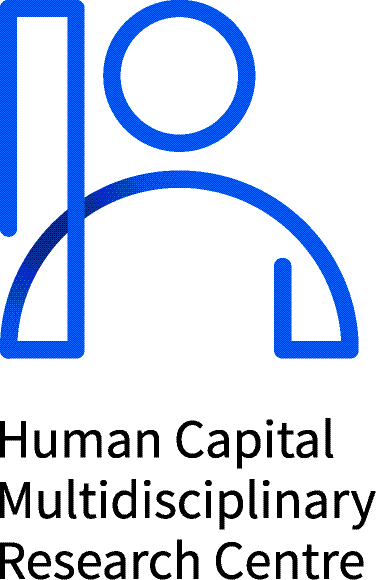 Human Capital
Multidisciplinary
Research Centre